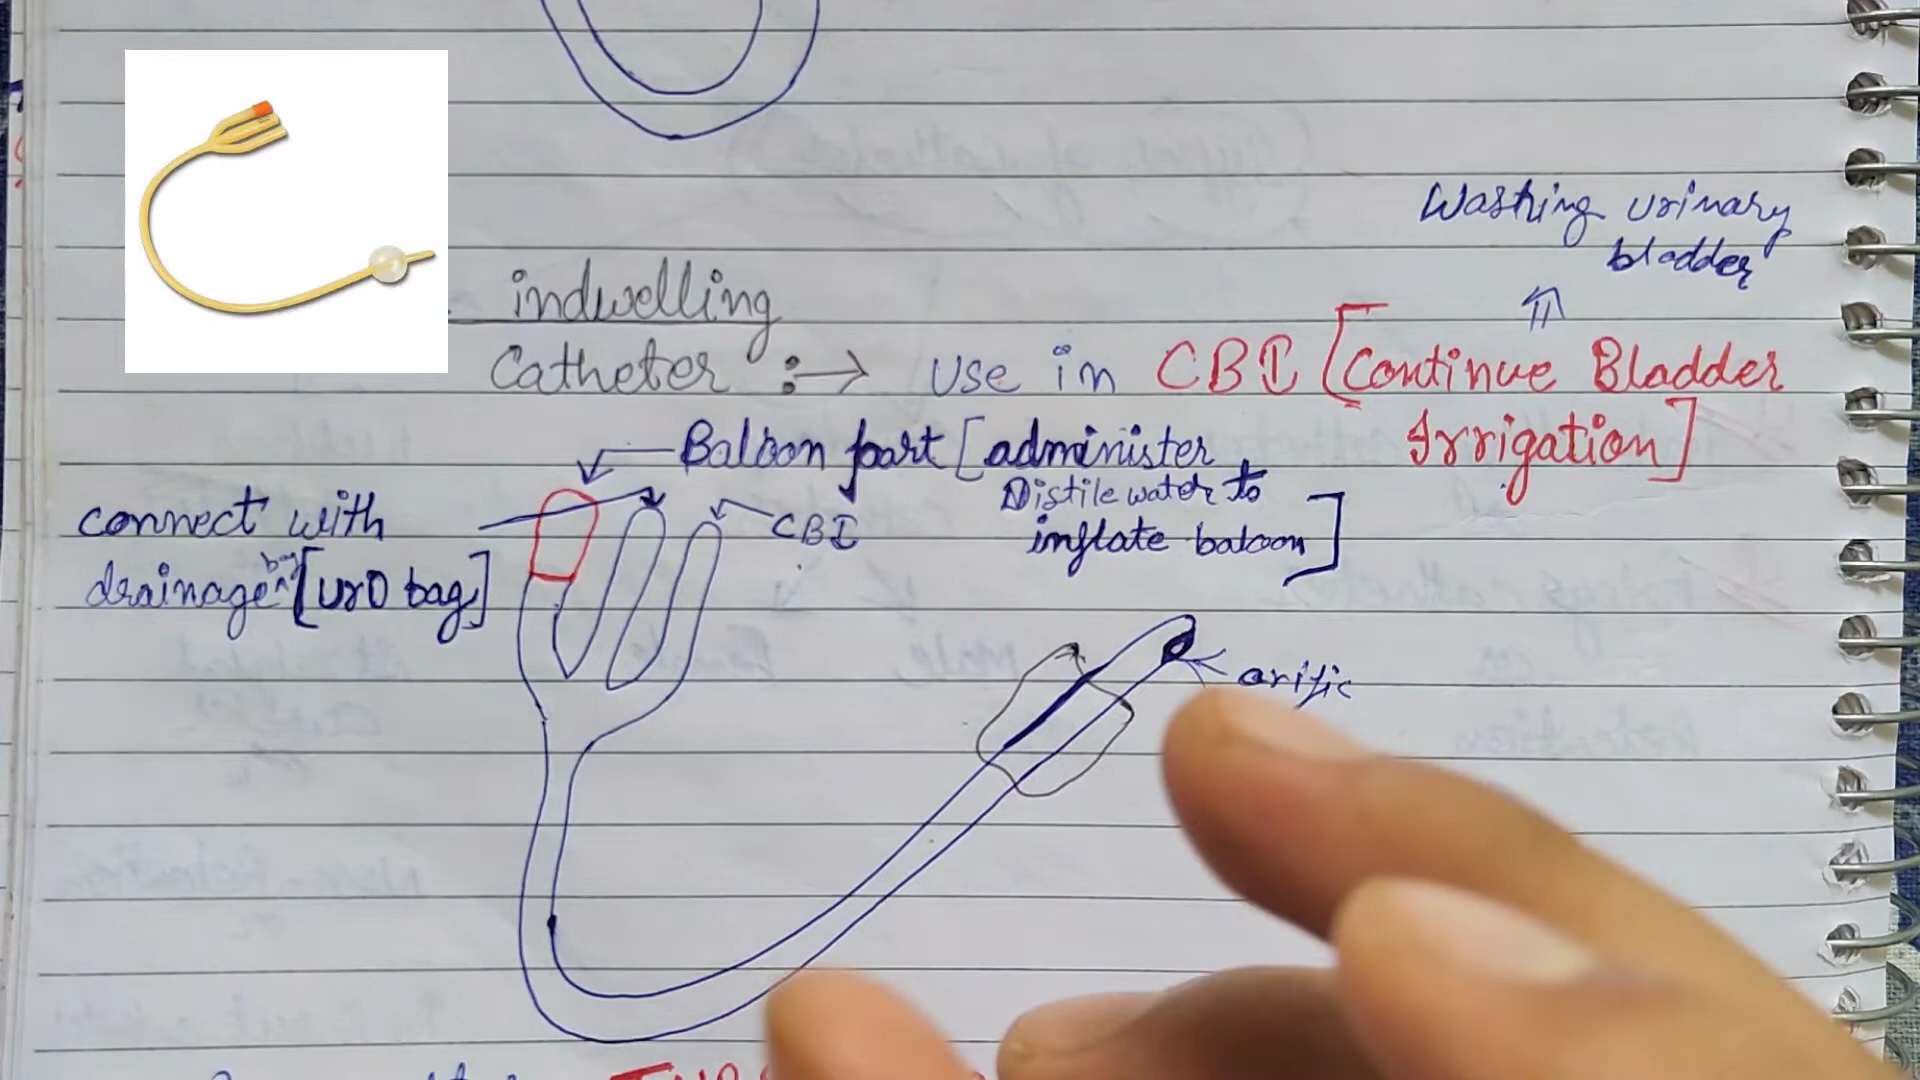 Washing urinary
bladder
indwelling
Catheter :→ Use in CBI [Continue Bladder
Irrigation]
Baloon part [administer
Distile water to
inflate baloon]
connect with
drainage bag [urO bag]
CBI
orific